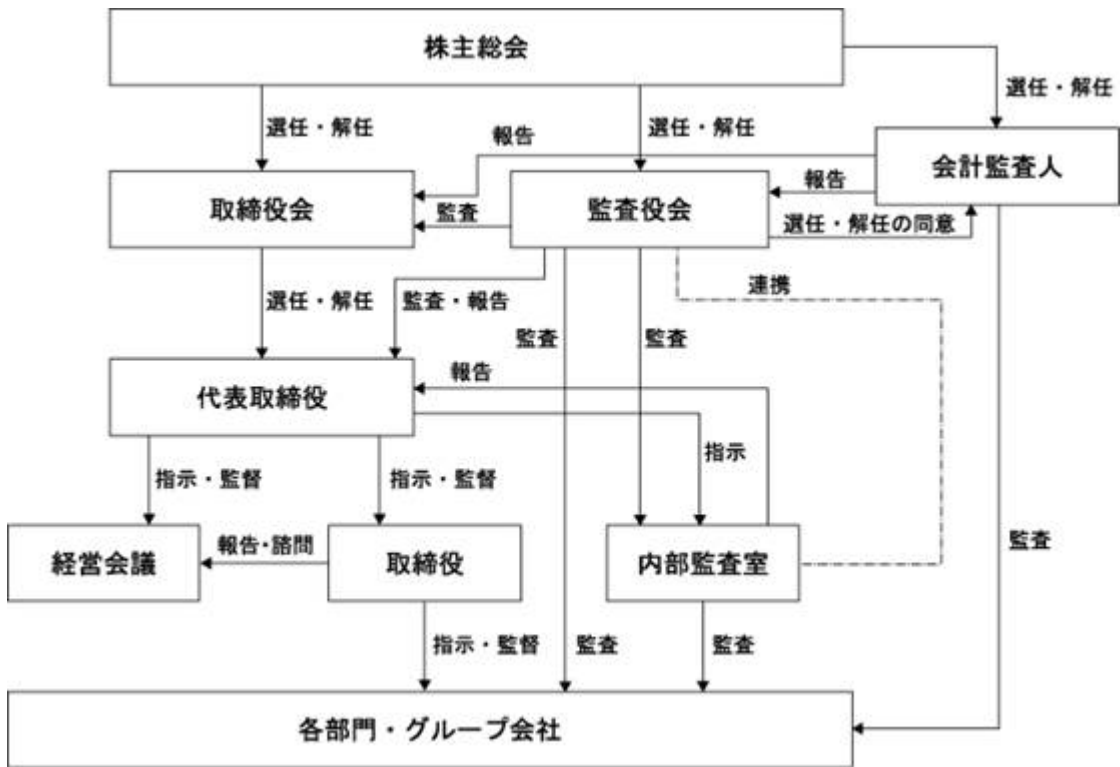 株主総会
選任・解任
選任・解任
選任・解任
報告
会計監査人
取締役会
監査
監査役会
報告
選任・解任の同意
選任・解任
監査・報告
監査
監査
連携
代表取締役
報告
指示
指示・監督
指示・監督
経営会議
報告・諮問
取締役
内部監査室
監査
指示・監督
監査
監査
各部門・グループ会社